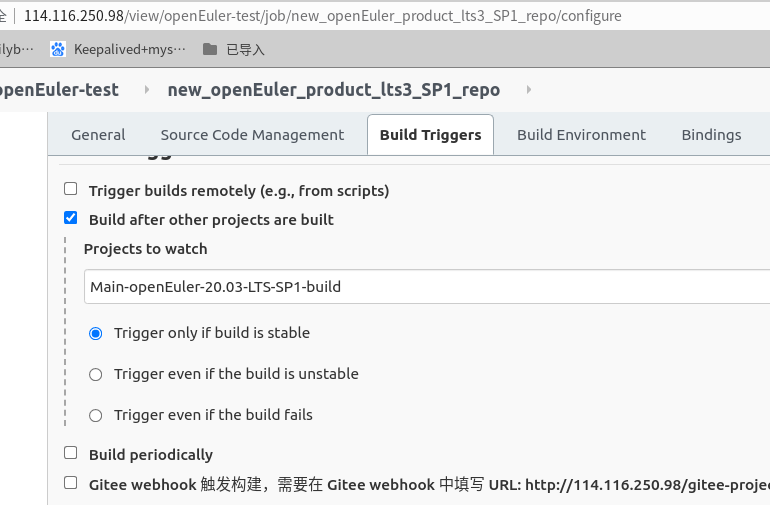 全 114.116.250.98/view/openEuler-test/job/new_openEuler_product_lts3_SP1_repo/configure
ilyb··· Keepalived+mys··· 已导入
openEuler-test new_openEuler_product_lts3_SP1_repo
General Source Code Management Build Triggers Build Environment Bindings
Trigger builds remotely (e.g., from scripts)
Build after other projects are built
Projects to watch
Main-openEuler-20.03-LTS-SP1-build
Trigger only if build is stable
Trigger even if the build is unstable
Trigger even if the build fails
Build periodically
Gitee webhook 触发构建，需要在 Gitee webhook 中填写 URL: http://114.116.250.98/gitee-projec